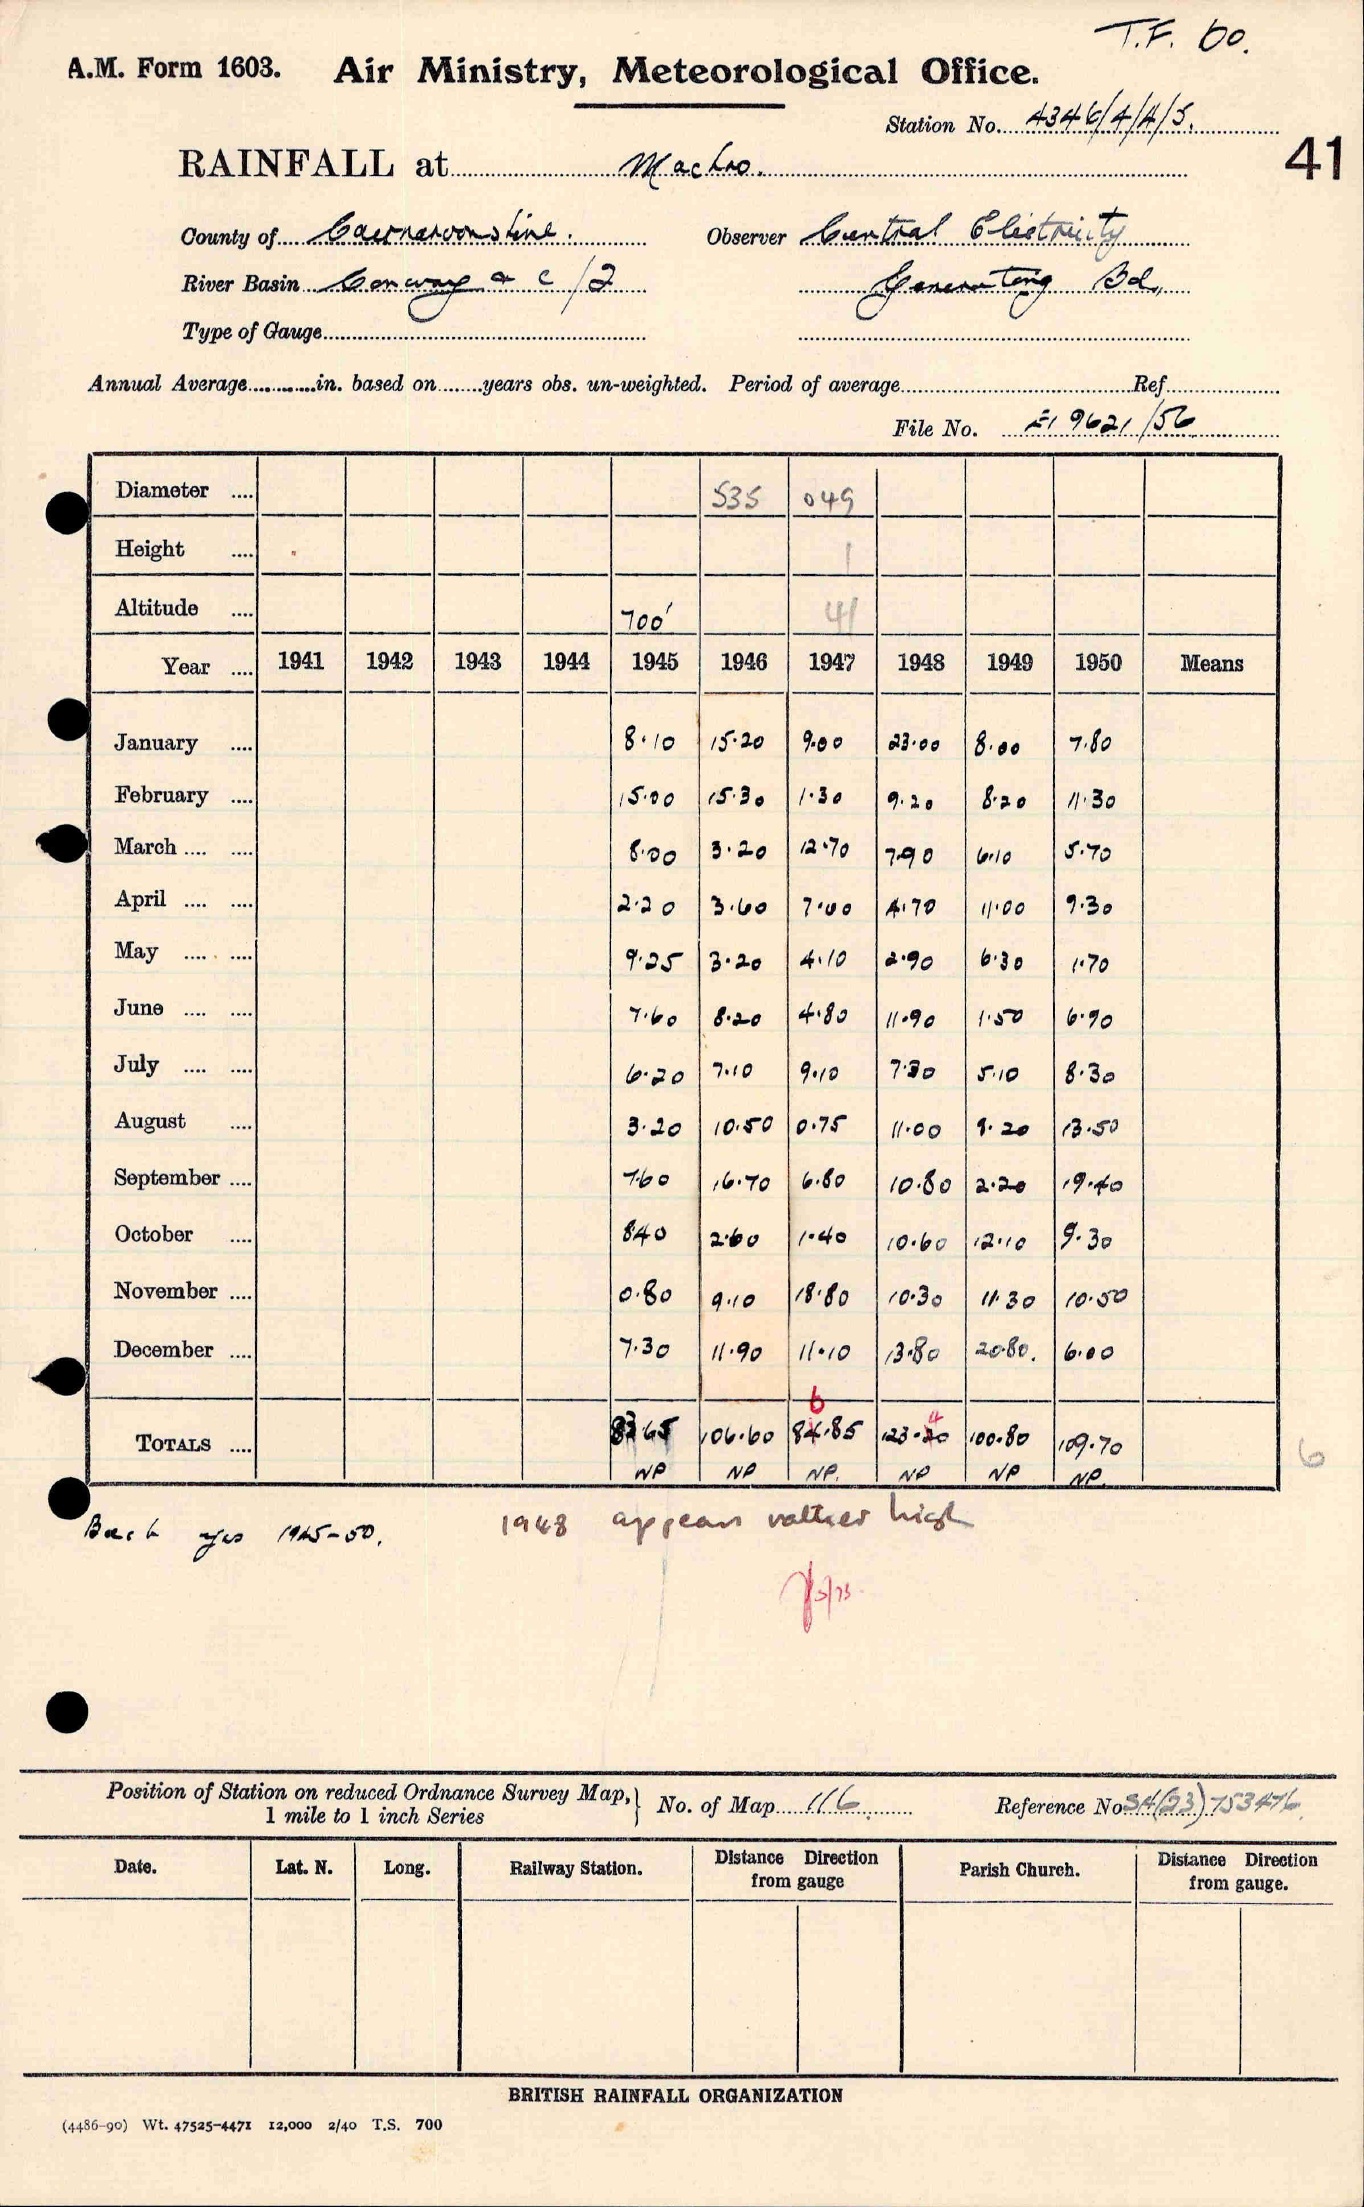 T.F. 60.
A.M. Form 1603. Air Ministry, Meteorological Office.
Station No. 4346/4/4/5.
41
RAINFALL at Machno.
County of Caernarvonshire. Observer Central Electricity
River Basin Conway & C/2 Generating Bd.
Type of Gauge
Annual Average in. based on years obs. un-weighted. Period of average Ref
File No. 9621/56
Diameter .... 535 049
Height .... 1
Altitude .... 700' 41
Year .... 1941 1942 1943 1944 1945 1946 1947 1948 1949 1950 Means
January .... 8.10 15.20 9.00 23.00 8.00 7.80
February .... 15.00 15.30 1.30 9.20 8.20 11.30
March .... .... 8.00 3.20 12.70 7.90 6.10 5.70
April .... .... 2.20 3.60 7.00 4.70 11.00 9.30
May .... .... 9.25 3.20 4.10 2.90 6.30 1.70
June .... .... 7.60 8.20 4.80 11.90 1.50 6.90
July .... .... 6.20 7.10 9.10 7.30 5.10 8.30
August .... 3.20 10.50 0.75 11.00 9.20 13.50
September .... 7.60 16.70 6.80 10.80 2.20 19.40
October .... 8.40 2.60 1.40 10.60 12.10 9.30
November .... 0.80 9.10 18.80 10.30 11.30 10.50
December .... 7.30 11.90 11.10 13.80 20.80. 6.00
6
4
TOTALS .... 83.65 106.60 84.85 123.20 100.80 109.70
6
NP NP NP. NP NP NP.
Back yrs 1945-50. 1948 appears rather high
Position of Station on reduced Ordnance Survey Map, No. of Map 116 Reference No SH(23)753476
1 mile to 1 inch Series
Date. Lat. N. Long. Railway Station. Distance Direction from gauge Parish Church. Distance Direction from gauge.
BRITISH RAINFALL ORGANIZATION
(4486-90) Wt. 47525-4471 12,000 2/40 T.S. 700